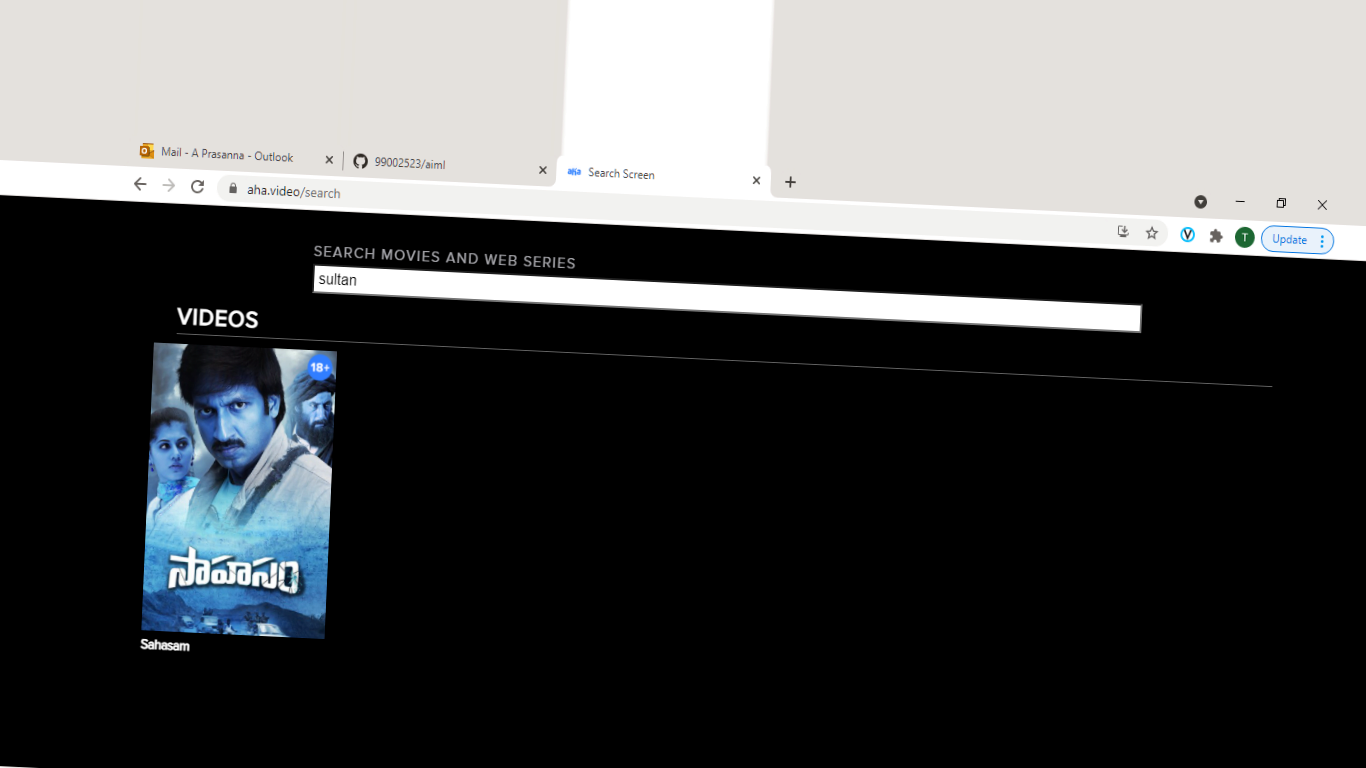 Mail - A Prasanna - Outlook
99002523/aiml
aha
Search Screen
aha.video/search
T
Update
SEARCH MOVIES AND WEB SERIES
sultan
VIDEOS
18+
సాహసం
Sahasam